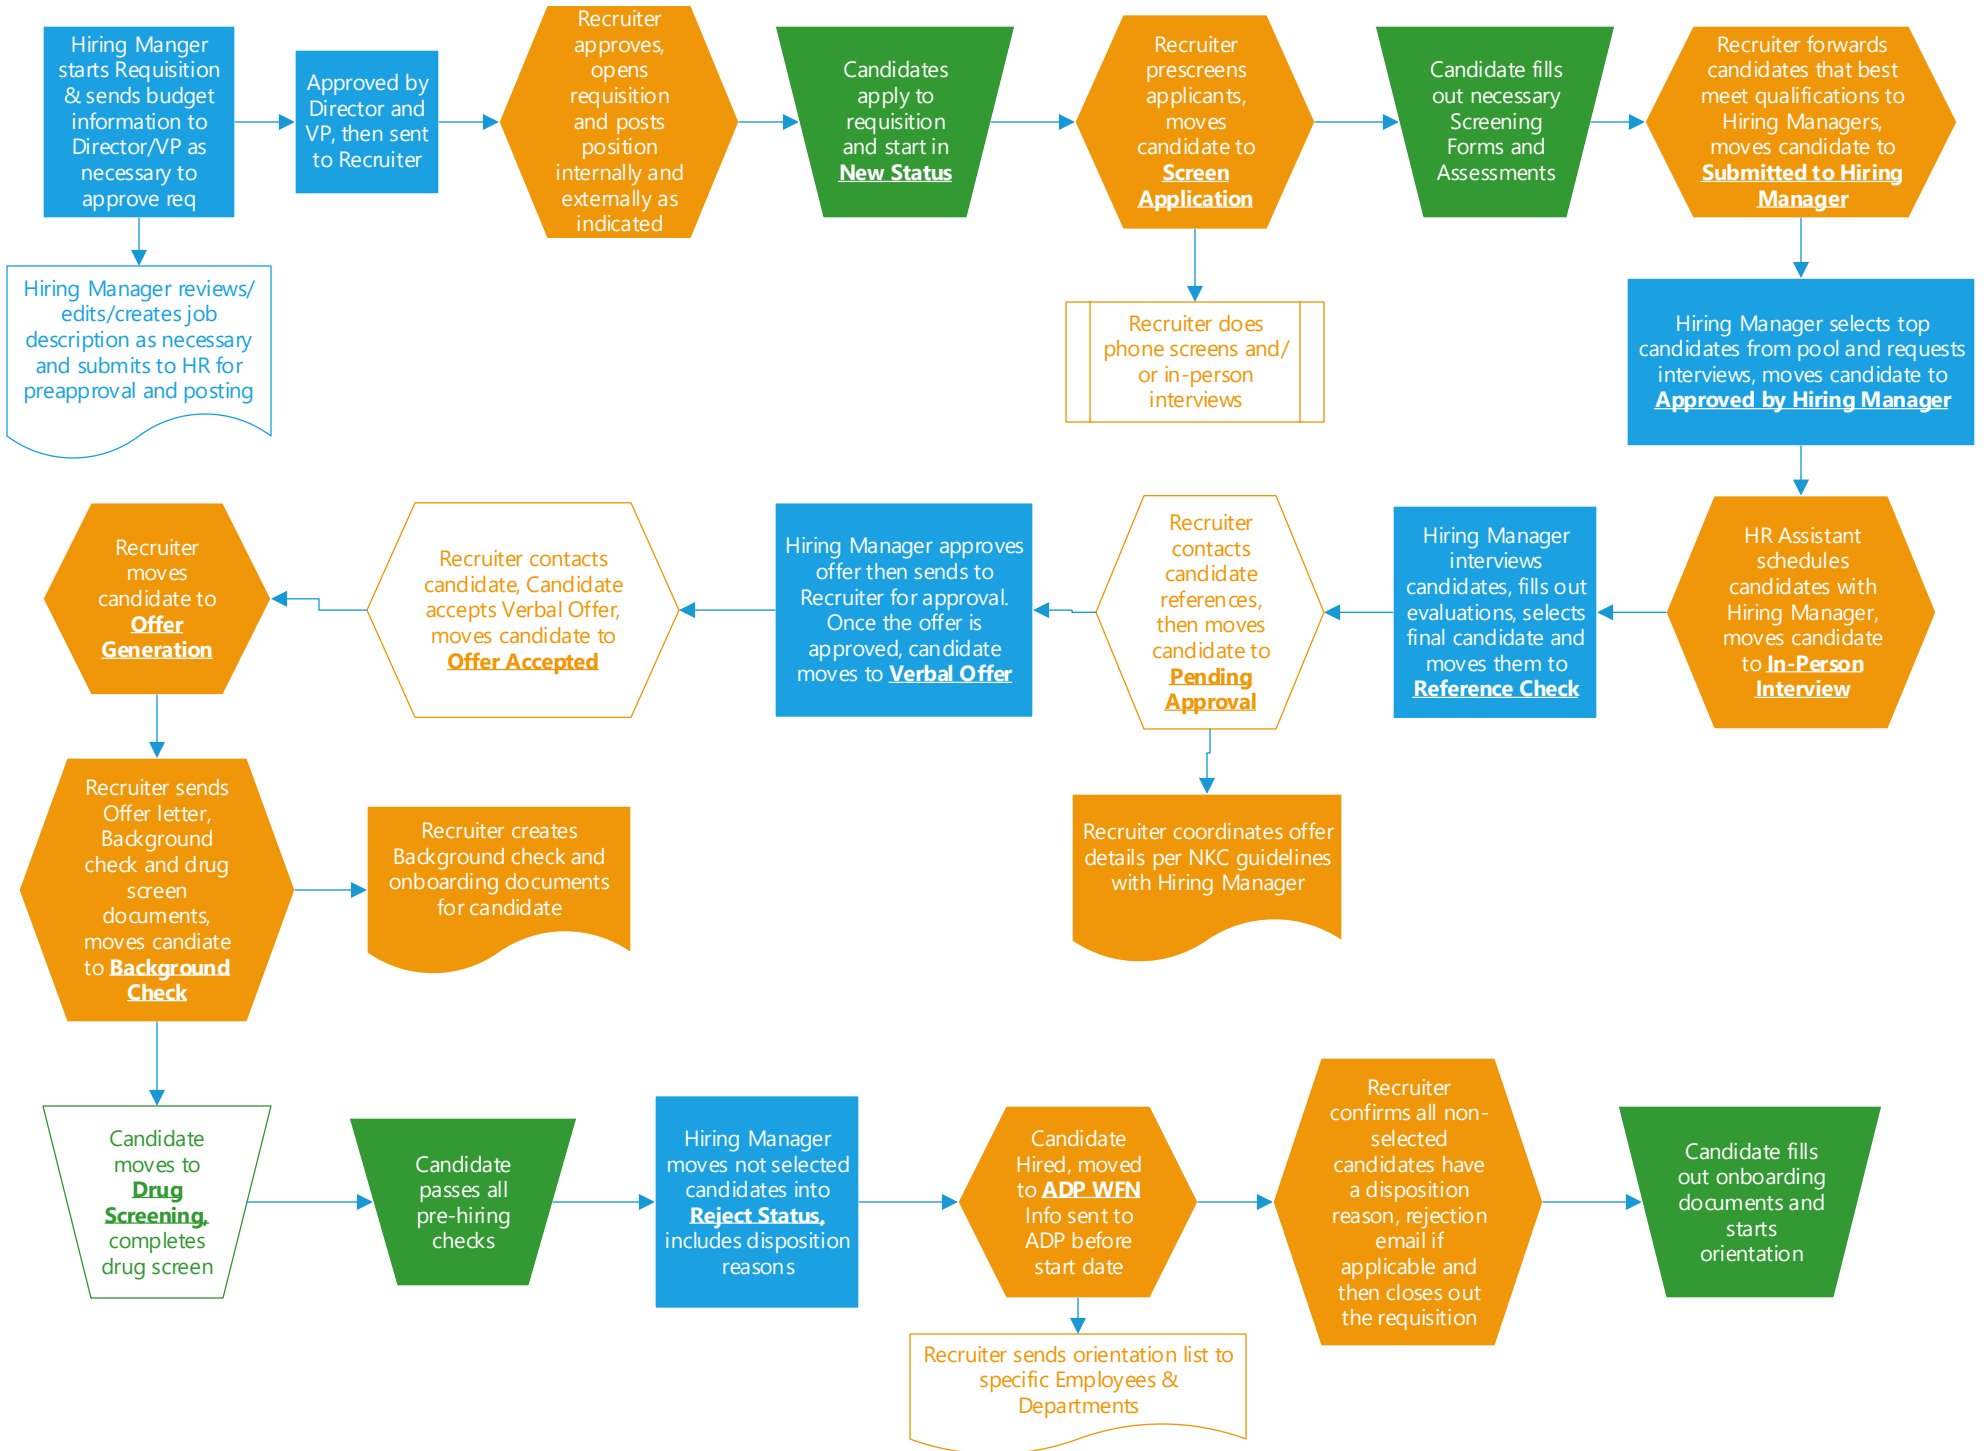 Hiring Manger
starts Requisition
& sends budget
information to
Director/VP as
necessary to
approve req
Approved by
Director and
VP, then sent
to Recruiter
Recruiter
approves,
opens
requisition
and posts
position
internally and
externally as
indicated
Candidates
apply to
requisition
and start in
New Status
Recruiter
prescreens
applicants,
moves
candidate to
Screen
Application
Candidate fills
out necessary
Screening
Forms and
Assessments
Recruiter forwards
candidates that best
meet qualifications to
Hiring Managers,
moves candidate to
Submitted to Hiring
Manager
Hiring Manager reviews/
edits/creates job
description as necessary
and submits to HR for
preapproval and posting
Recruiter does
phone screens and/
or in-person
interviews
Hiring Manager selects top
candidates from pool and requests
interviews, moves candidate to
Approved by Hiring Manager
HR Assistant
schedules
candidates with
Hiring Manager,
moves candidate
to In-Person
Interview
Hiring Manager
interviews
candidates, fills out
evaluations, selects
final candidate and
moves them to
Reference Check
Recruiter
contacts
candidate
references,
then moves
candidate to
Pending
Approval
Hiring Manager approves
offer then sends to
Recruiter for approval.
Once the offer is
approved, candidate
moves to Verbal Offer
Recruiter contacts
candidate, Candidate
accepts Verbal Offer,
moves candidate to
Offer Accepted
Recruiter
moves
candidate to
Offer
Generation
Recruiter sends
Offer letter,
Background
check and drug
screen
documents,
moves candiate
to Background
Check
Recruiter creates
Background check and
onboarding documents
for candidate
Recruiter coordinates offer
details per NKC guidelines
with Hiring Manager
Candidate
moves to
Drug
Screening,
completes
drug screen
Candidate
passes all
pre-hiring
checks
Hiring Manager
moves not selected
candidates into
Reject Status,
includes disposition
reasons
Candidate
Hired, moved
to ADP WFN
Info sent to
ADP before
start date
Recruiter
confirms all non-
selected
candidates have
a disposition
reason, rejection
email if
applicable and
then closes out
the requisition
Candidate fills
out onboarding
documents and
starts
orientation
Recruiter sends orientation list to
specific Employees &
Departments